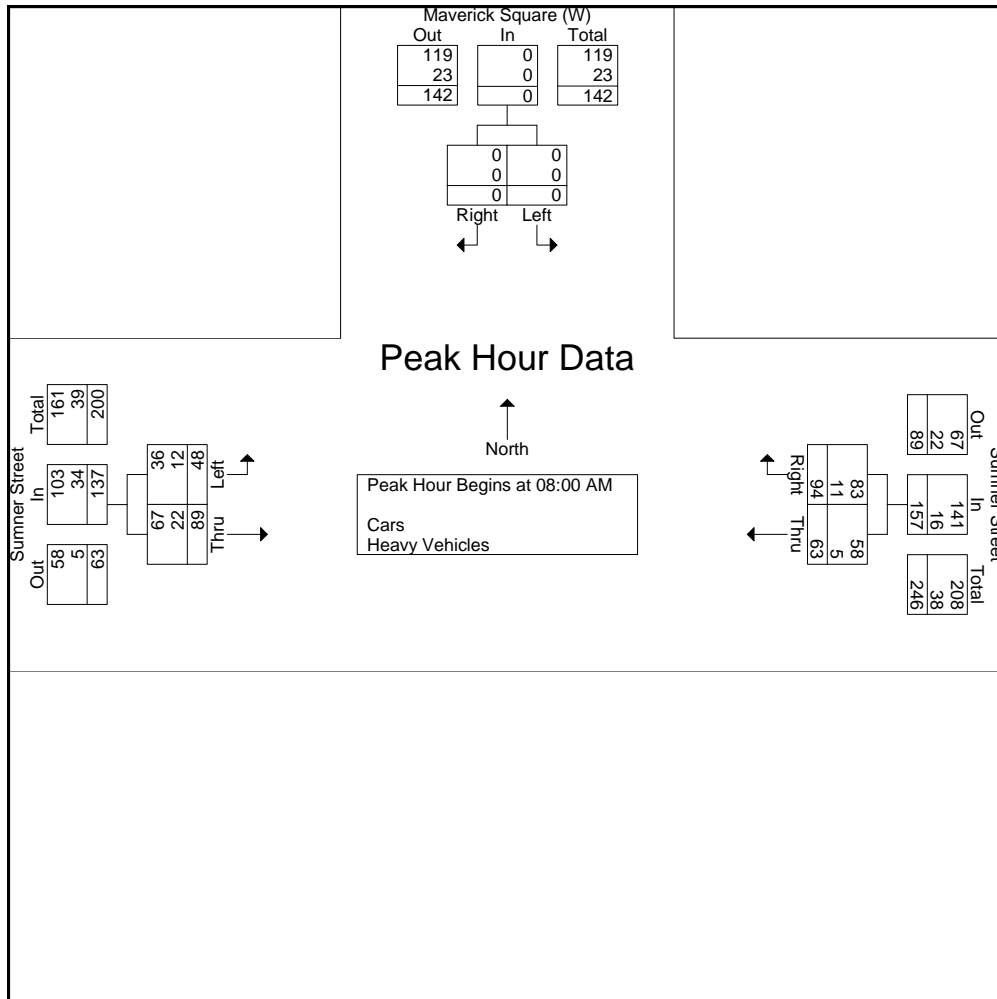 Maverick Square (W)
Out In Total
119 0 119
23 0 23
142 0 142
0 0
0 0
0 0
Right Left
Peak Hour Data
North
Peak Hour Begins at 08:00 AM
Cars
Heavy Vehicles
Sumner Street
Out In Total
58 103 161
5 34 39
63 137 200
Thru Left
67 36
22 12
89 48
Sumner Street
Out In Total
67 141 208
22 16 38
89 157 246
Right Thru
83 58
11 5
94 63